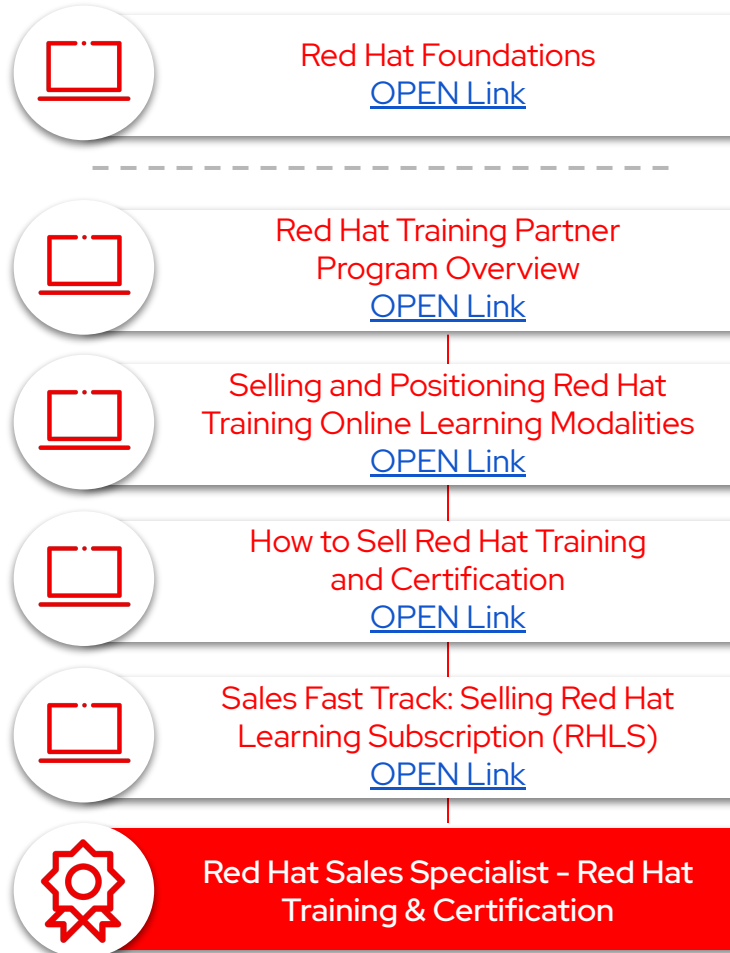 Red Hat Foundations
OPEN Link
Red Hat Training Partner
Program Overview
OPEN Link
Selling and Positioning Red Hat
Training Online Learning Modalities
OPEN Link
How to Sell Red Hat Training
and Certification
OPEN Link
Sales Fast Track: Selling Red Hat
Learning Subscription (RHLS)
OPEN Link
Red Hat Sales Specialist - Red Hat
Training & Certification